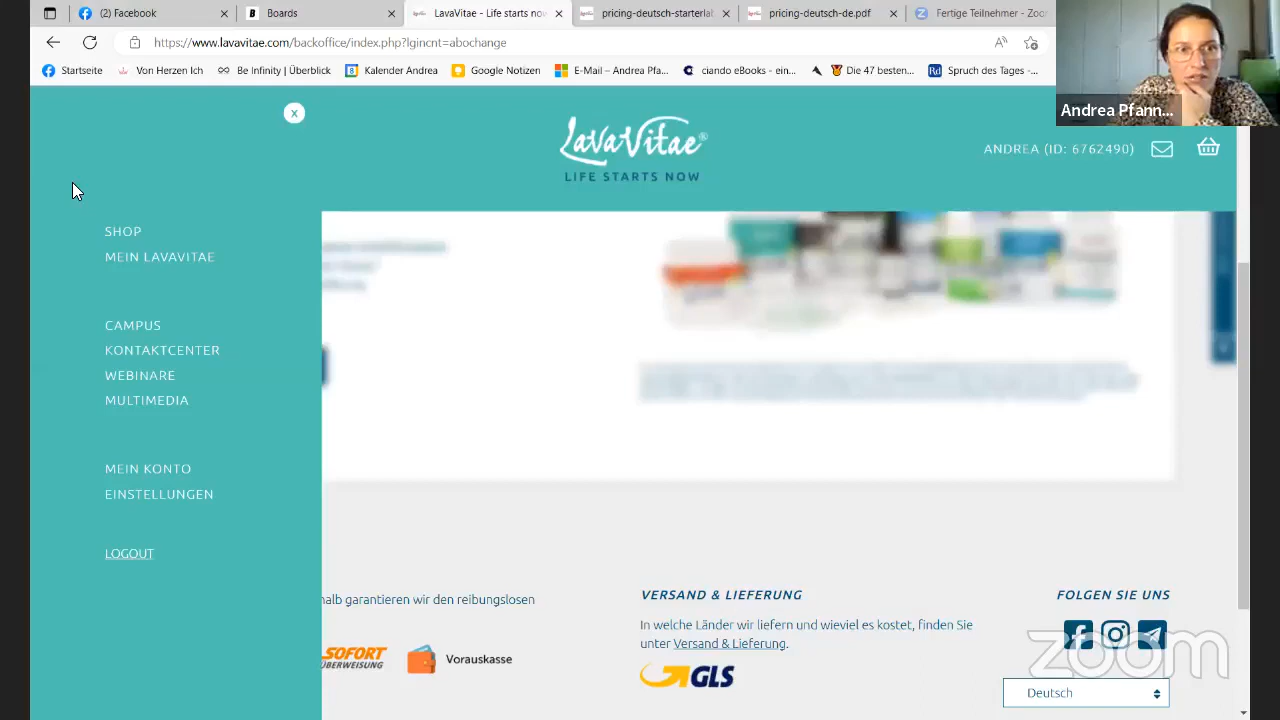 (2) Facebook
Boards
LavaVitae - Life starts now
pricing-deutsch-starterlal
pricing-deutsch-de.pdf
Fertige Teilnehmer - Zoor
https://www.lavavitae.com/backoffice/index.php?lgincnt=abochange
Startseite
Von Herzen Ich
Be Infinity | Überblick
Kalender Andrea
Google Notizen
E-Mail – Andrea Pfa...
ciando eBooks - ein...
Die 47 besten...
Spruch des Tages -...
Andrea Pfann...
x
LavaVitae®
LIFE STARTS NOW
ANDREA (ID: 6762490)
SHOP
MEIN LAVAVITAE
CAMPUS
KONTAKTCENTER
WEBINARE
MULTIMEDIA
MEIN KONTO
EINSTELLUNGEN
LOGOUT
halb garantieren wir den reibungslosen
SOFORT
ÜBERWEISUNG
Vorauskasse
VERSAND & LIEFERUNG
In welche Länder wir liefern und wieviel es kostet, finden Sie
unter Versand & Lieferung.
GLS
FOLGEN SIE UNS
zoom
Deutsch